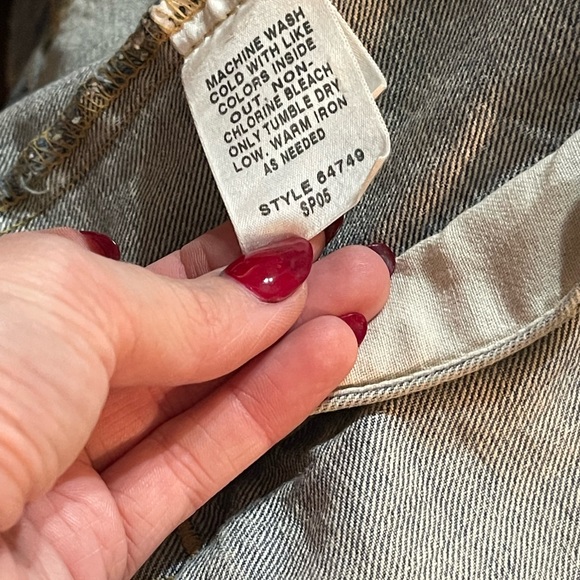 MACHINE WASH
COLD WITH LIKE
COLORS INSIDE
OUT. NON-
CHLORINE BLEACH
ONLY TUMBLE DRY
LOW. WARM IRON
AS NEEDED
STYLE 64749
SP05